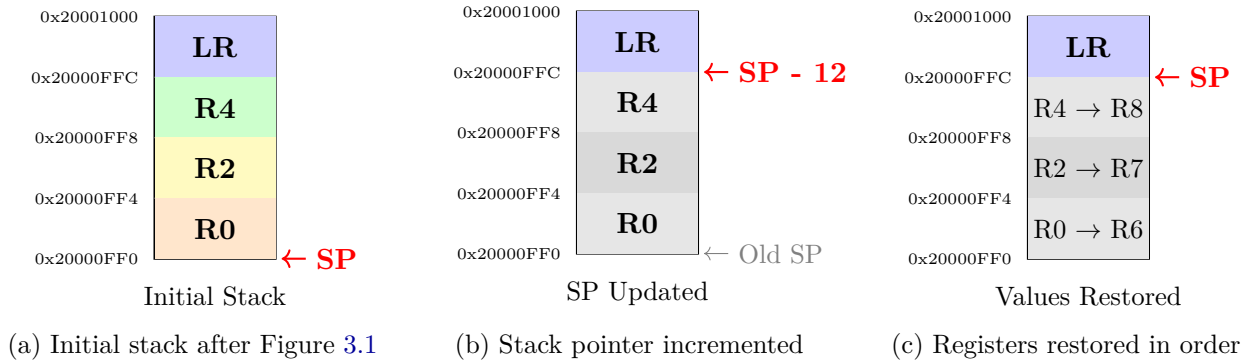 0x20001000
LR
0x20000FFC
R4
0x20000FF8
R2
0x20000FF4
R0
0x20000FF0
← SP
Initial Stack
(a) Initial stack after Figure 3.1
0x20001000
LR
0x20000FFC
← SP - 12
R4
0x20000FF8
R2
0x20000FF4
R0
0x20000FF0
← Old SP
SP Updated
(b) Stack pointer incremented
0x20001000
LR
0x20000FFC
← SP
R4 → R8
0x20000FF8
R2 → R7
0x20000FF4
R0 → R6
0x20000FF0
Values Restored
(c) Registers restored in order